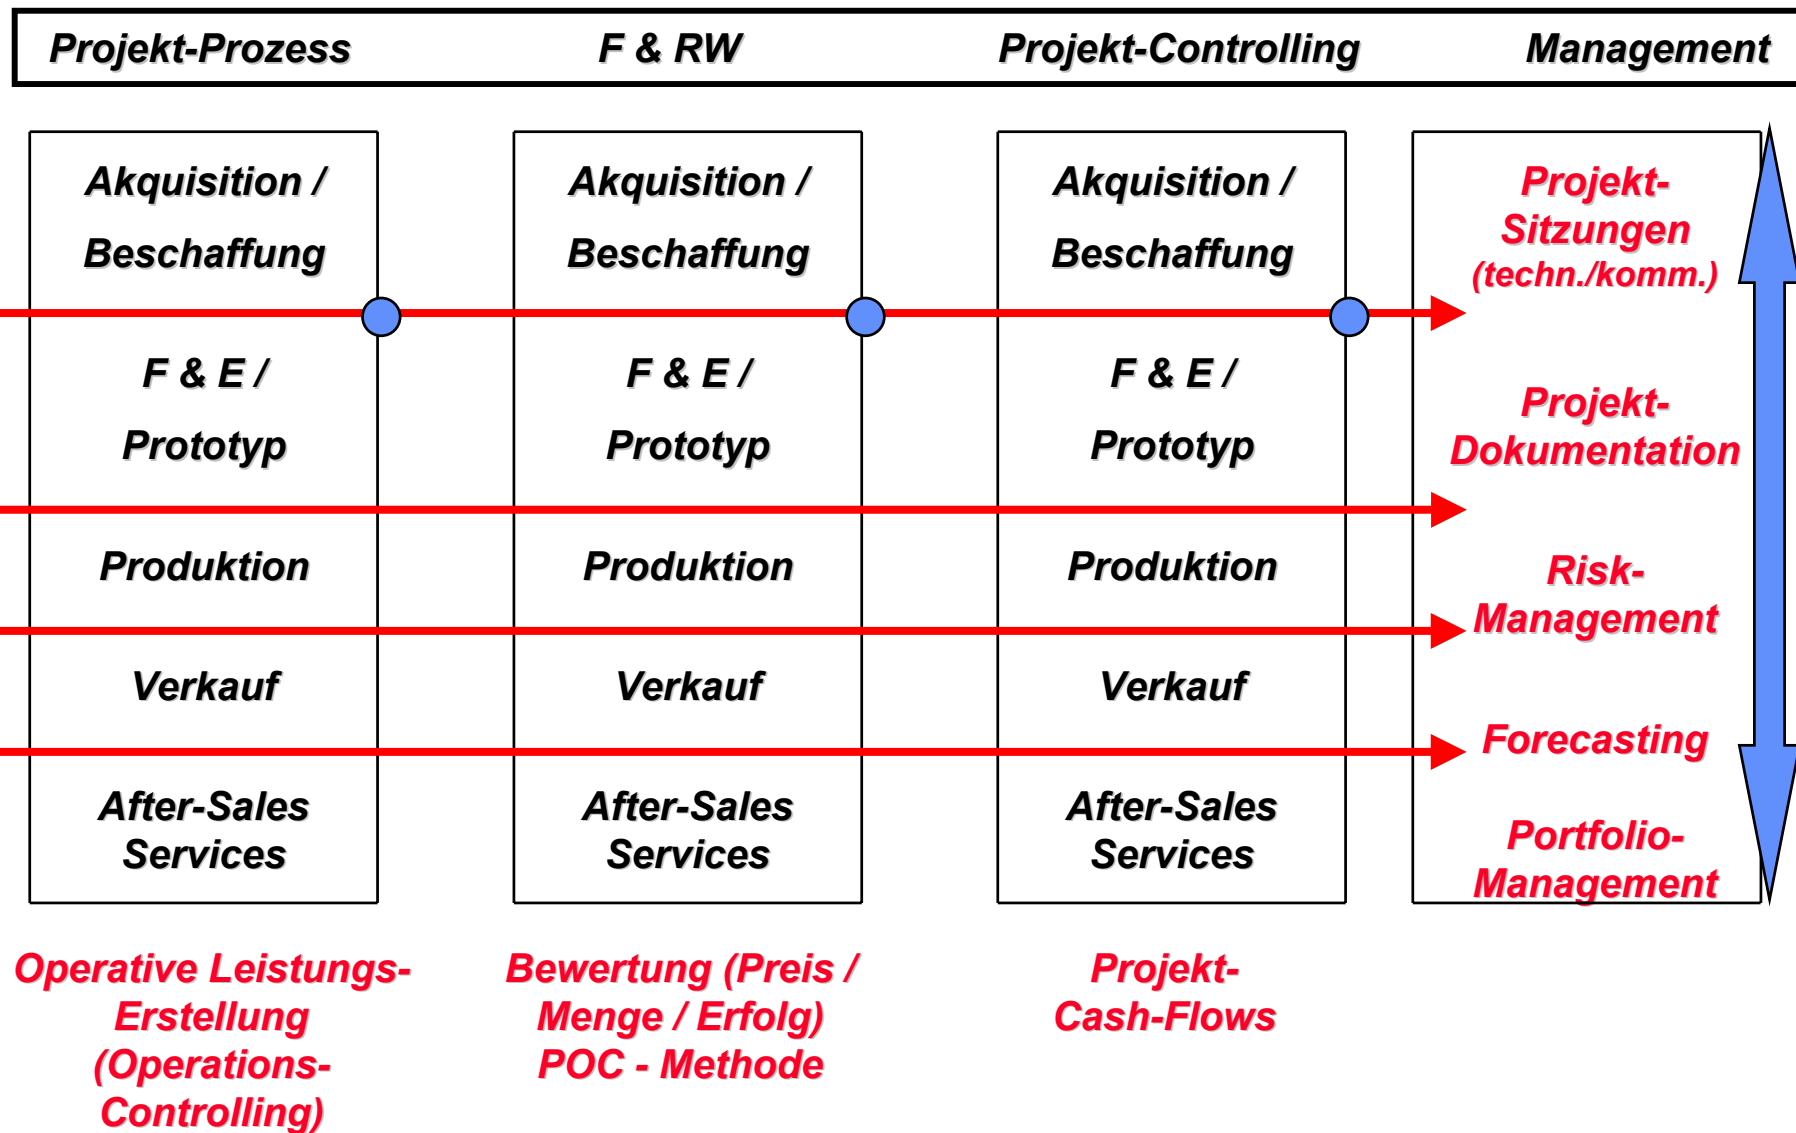 Projekt-Prozess F & RW Projekt-Controlling Management
Akquisition /
Beschaffung
F & E /
Prototyp
Produktion
Verkauf
After-Sales
Services
Operative Leistungs-
Erstellung
(Operations-
Controlling)
Akquisition /
Beschaffung
F & E /
Prototyp
Produktion
Verkauf
After-Sales
Services
Bewertung (Preis /
Menge / Erfolg)
POC - Methode
Akquisition /
Beschaffung
F & E /
Prototyp
Produktion
Verkauf
After-Sales
Services
Projekt-
Cash-Flows
Projekt-
Sitzungen
(techn./komm.)
Projekt-
Dokumentation
Risk-
Management
Forecasting
Portfolio-
Management